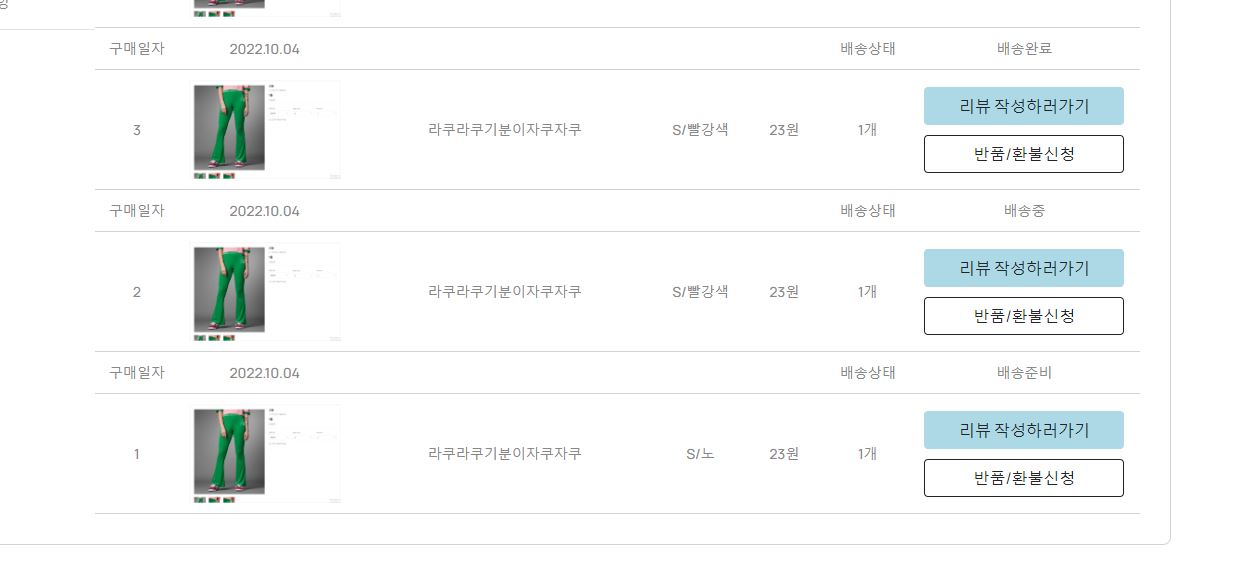 구매일자 2022.10.04 배송상태 배송완료
3 라쿠라쿠기분이자쿠자쿠 S/빨강색 23원 1개
리뷰 작성하러가기
반품/환불신청
구매일자 2022.10.04 배송상태 배송중
2 라쿠라쿠기분이자쿠자쿠 S/빨강색 23원 1개
리뷰 작성하러가기
반품/환불신청
구매일자 2022.10.04 배송상태 배송준비
1 라쿠라쿠기분이자쿠자쿠 S/노 23원 1개
리뷰 작성하러가기
반품/환불신청